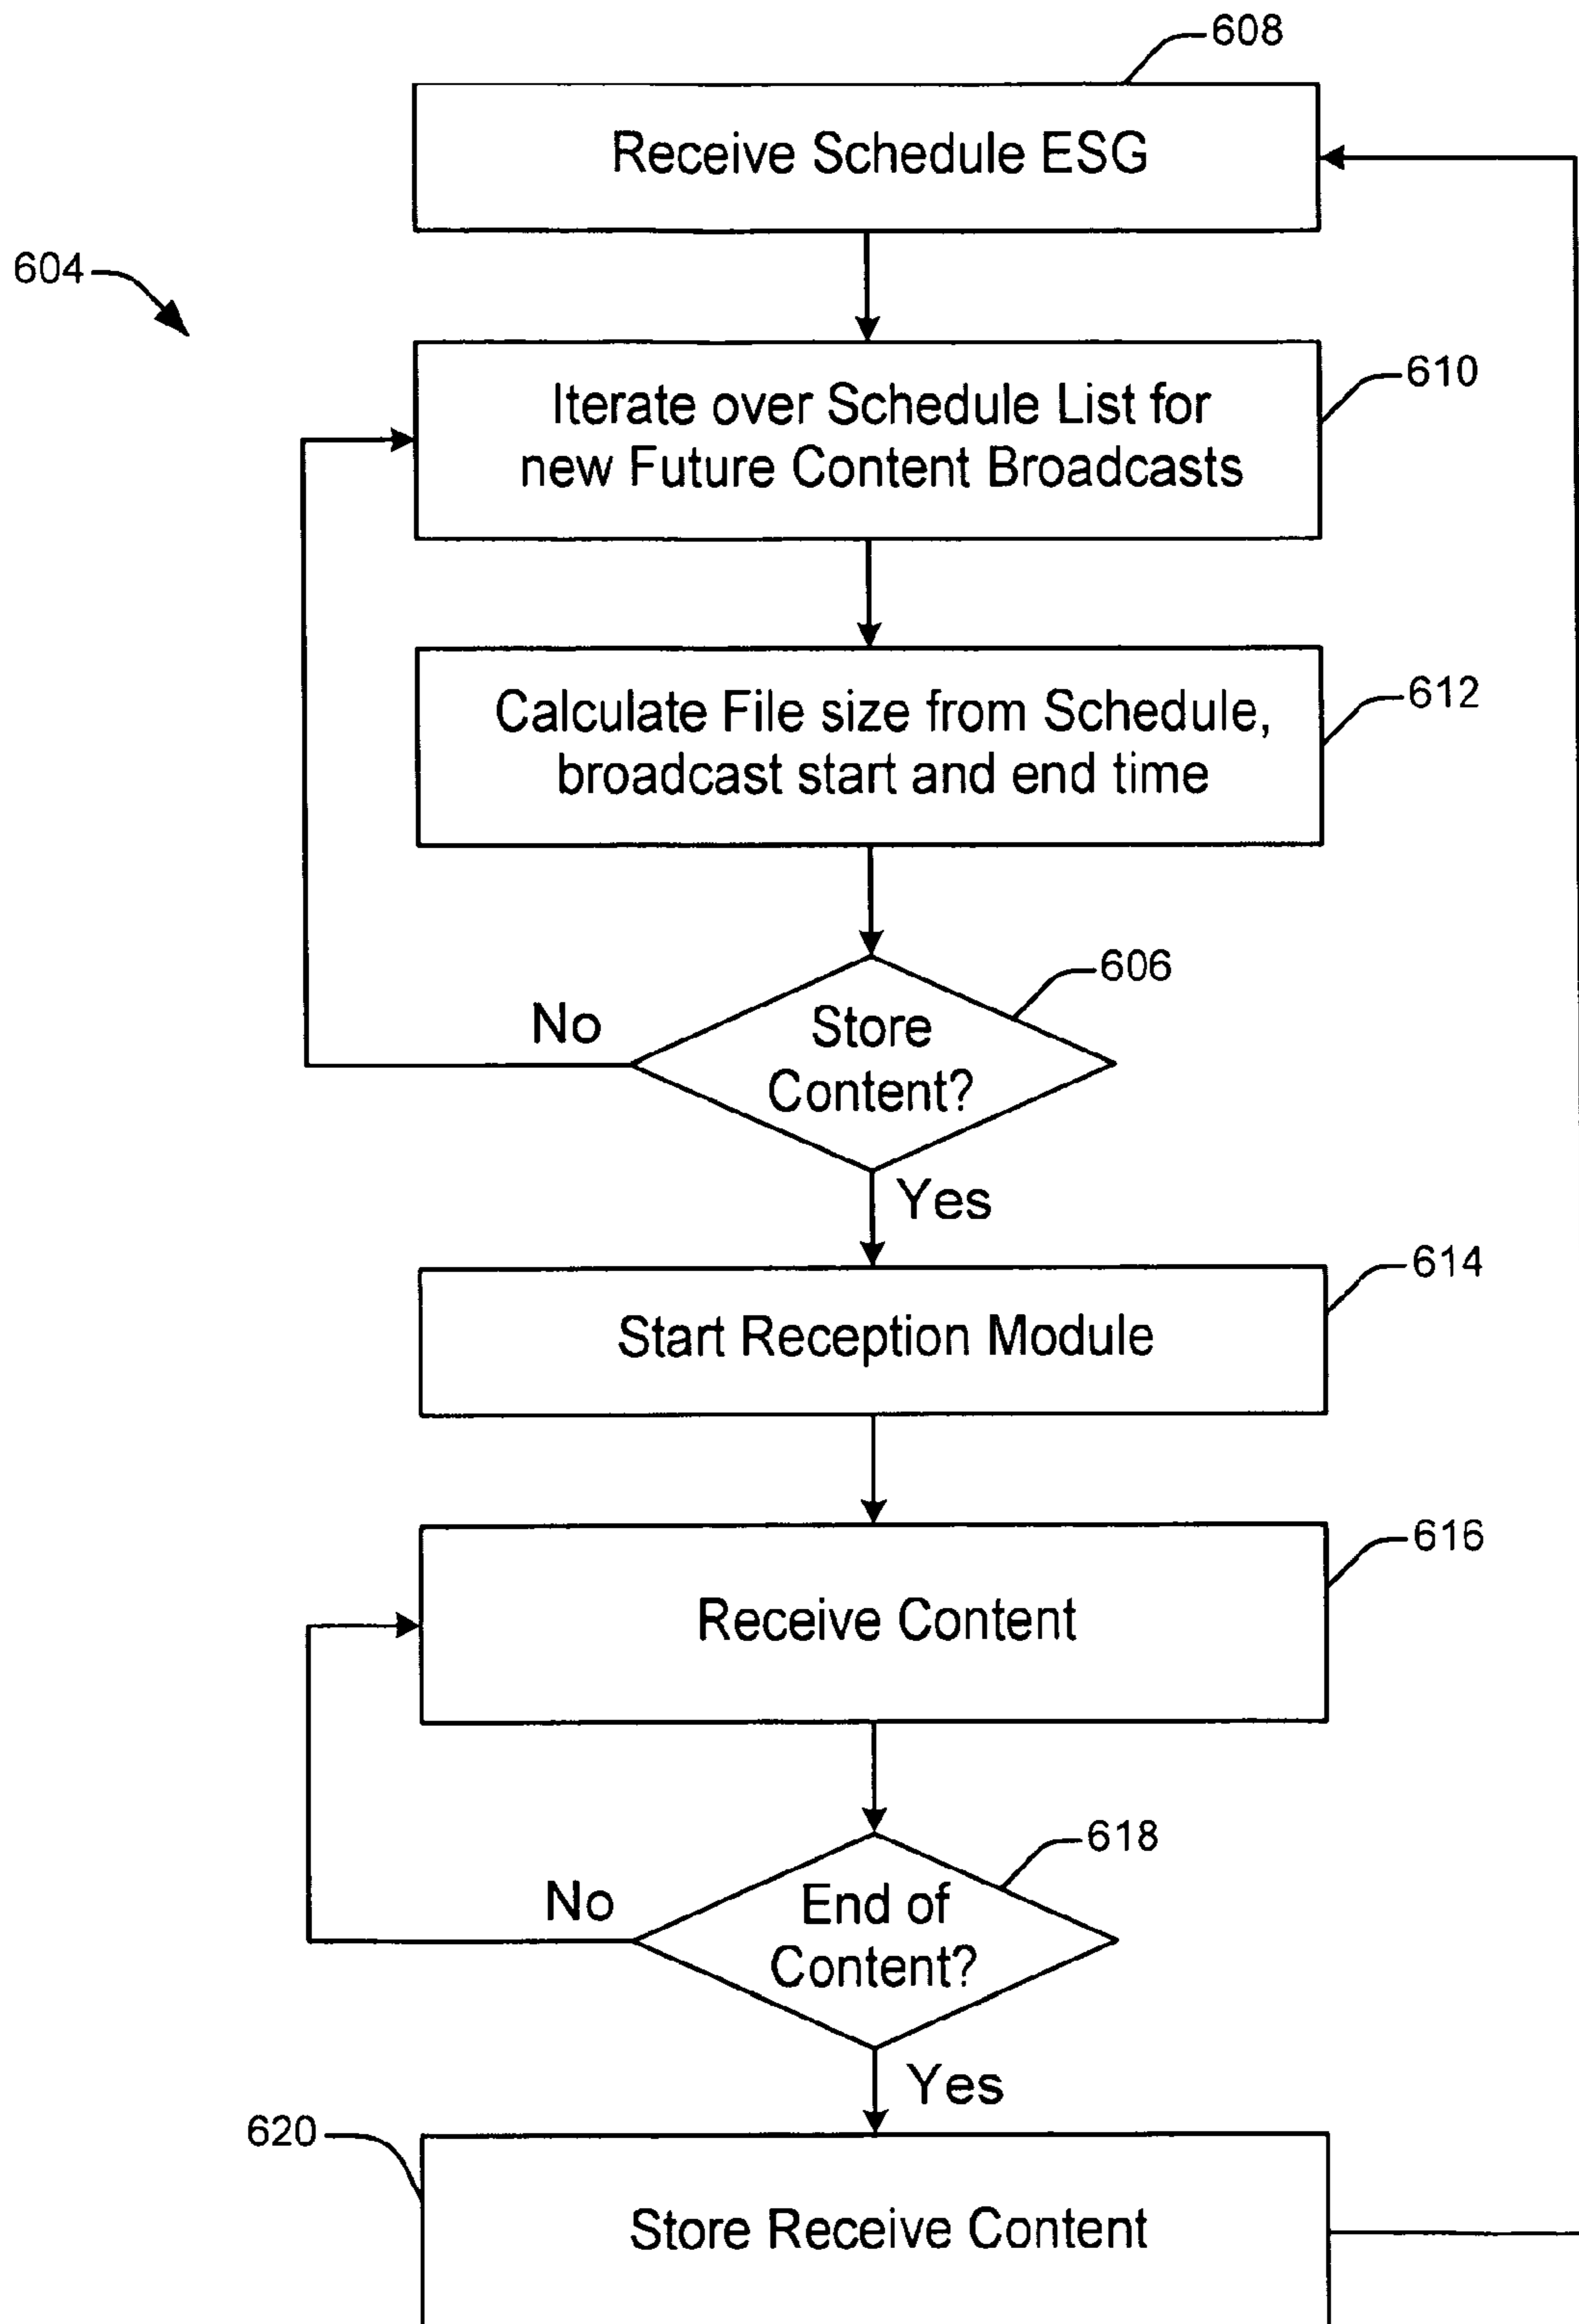 608
Receive Schedule ESG
604
Iterate over Schedule List for
new Future Content Broadcasts
610
Calculate File size from Schedule,
broadcast start and end time
612
606
No
Store
Content?
Yes
614
Start Reception Module
616
Receive Content
618
No
End of
Content?
Yes
620
Store Receive Content